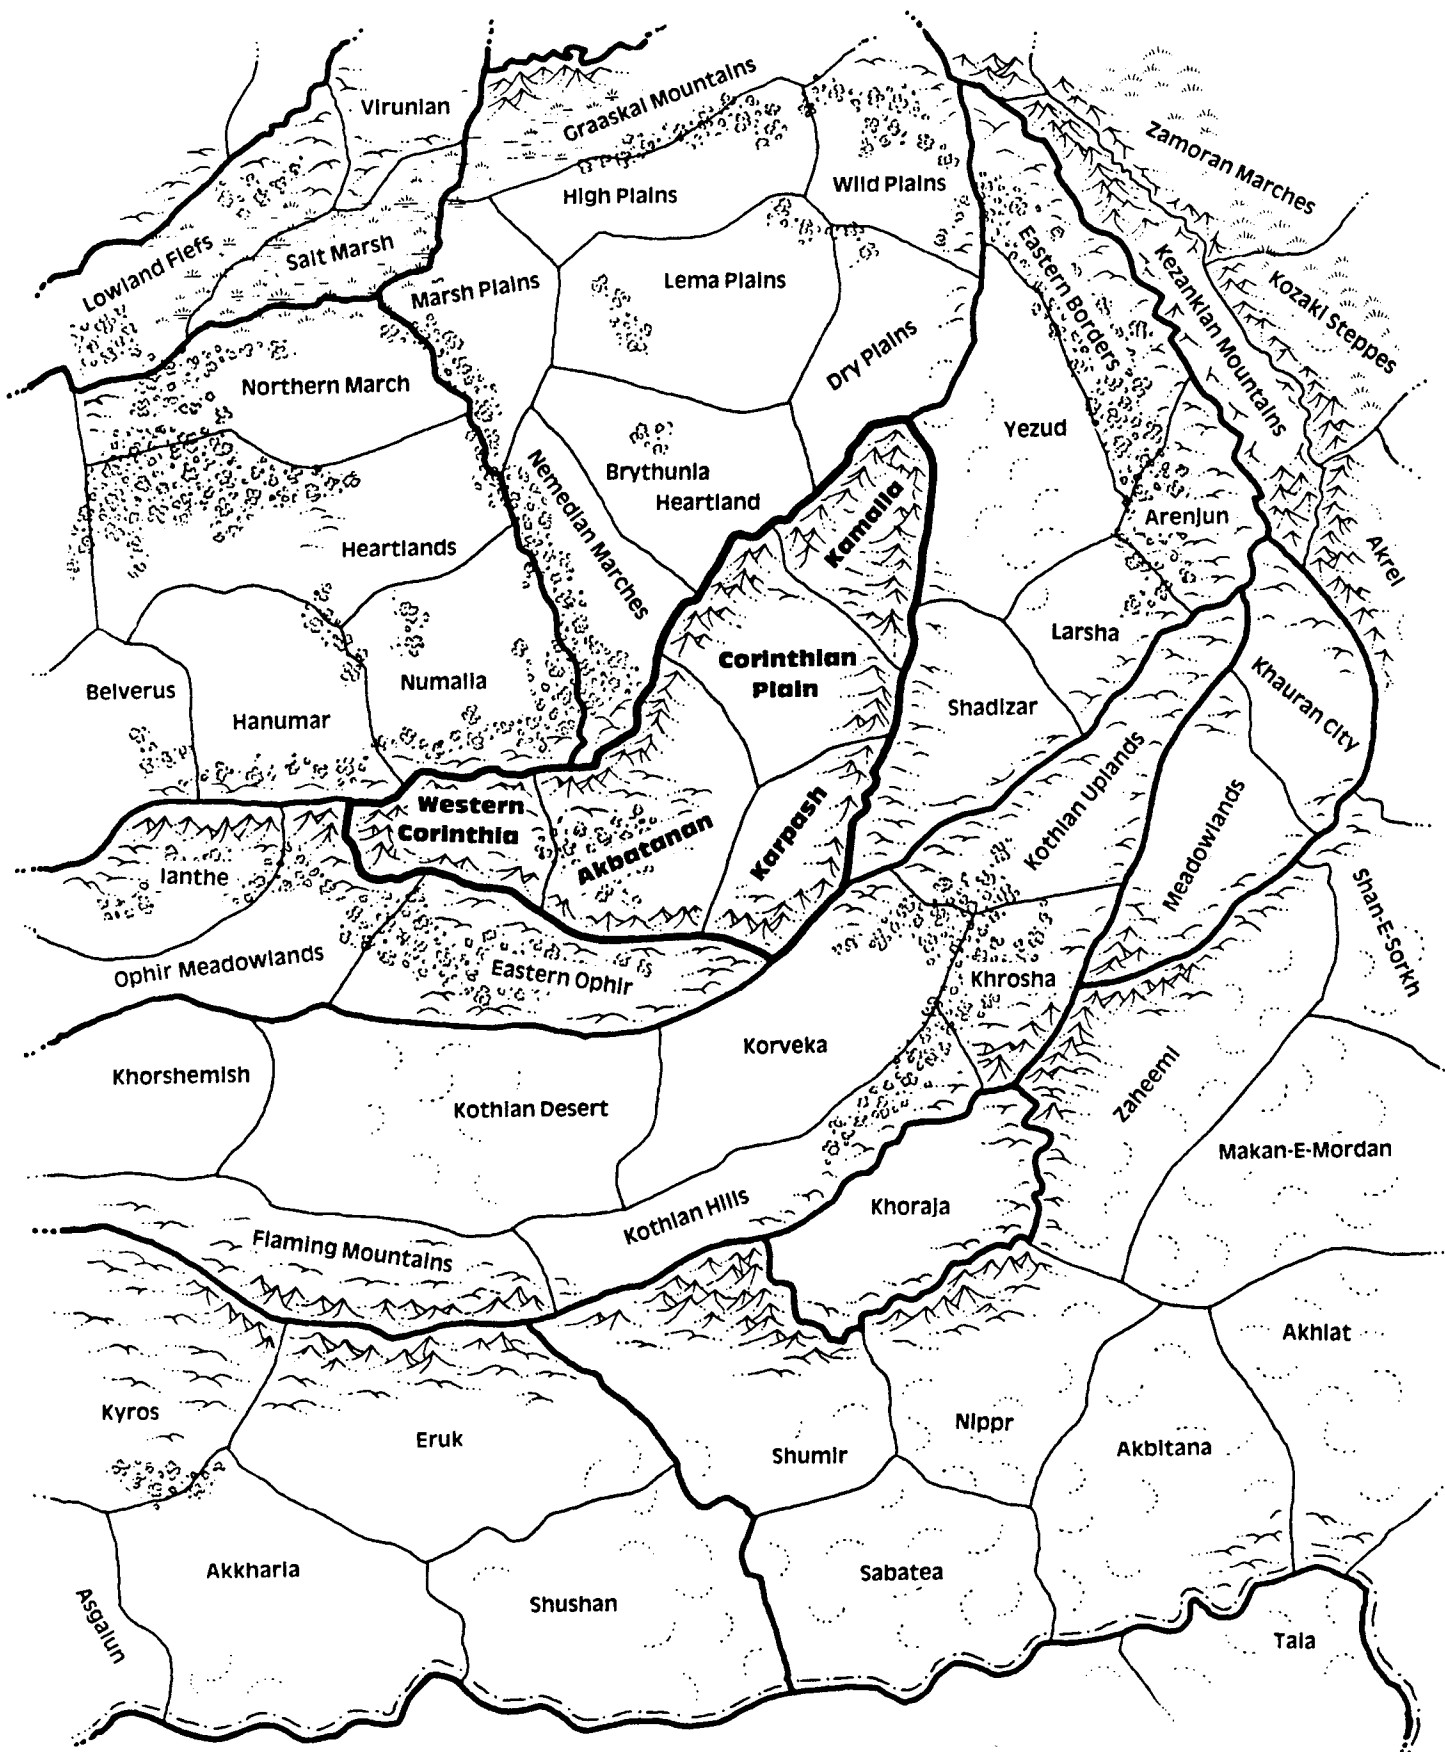 Virunian
Graaskal Mountains
Zamoran Marches
High Plains
Wild Plains
Lowland Fiefs
Salt Marsh
Marsh Plains
Lema Plains
Eastern Borders
Kezankian Mountains
Kozaki Steppes
Dry Plains
Northern March
Yezud
Nemedian Marches
Brythunia
Heartland
Kamalla
Arenjun
Akrel
Heartlands
Larsha
Corinthian
Plain
Khauran City
Belverus
Numalia
Hanumar
Shadizar
Kothian Uplands
Western
Corinthia
Akbatanan
Karpash
Meadowlands
Ianthe
Shan-E-Sorkh
Ophir Meadowlands
Eastern Ophir
Khrosha
Korveka
Khorshemish
Kothian Desert
Zaheemi
Makan-E-Mordan
Khoraja
Kothian Hills
Flaming Mountains
Akhlat
Kyros
Eruk
Shumir
Nippr
Akbitana
Akkharia
Sabatea
Shushan
Asgalun
Taia